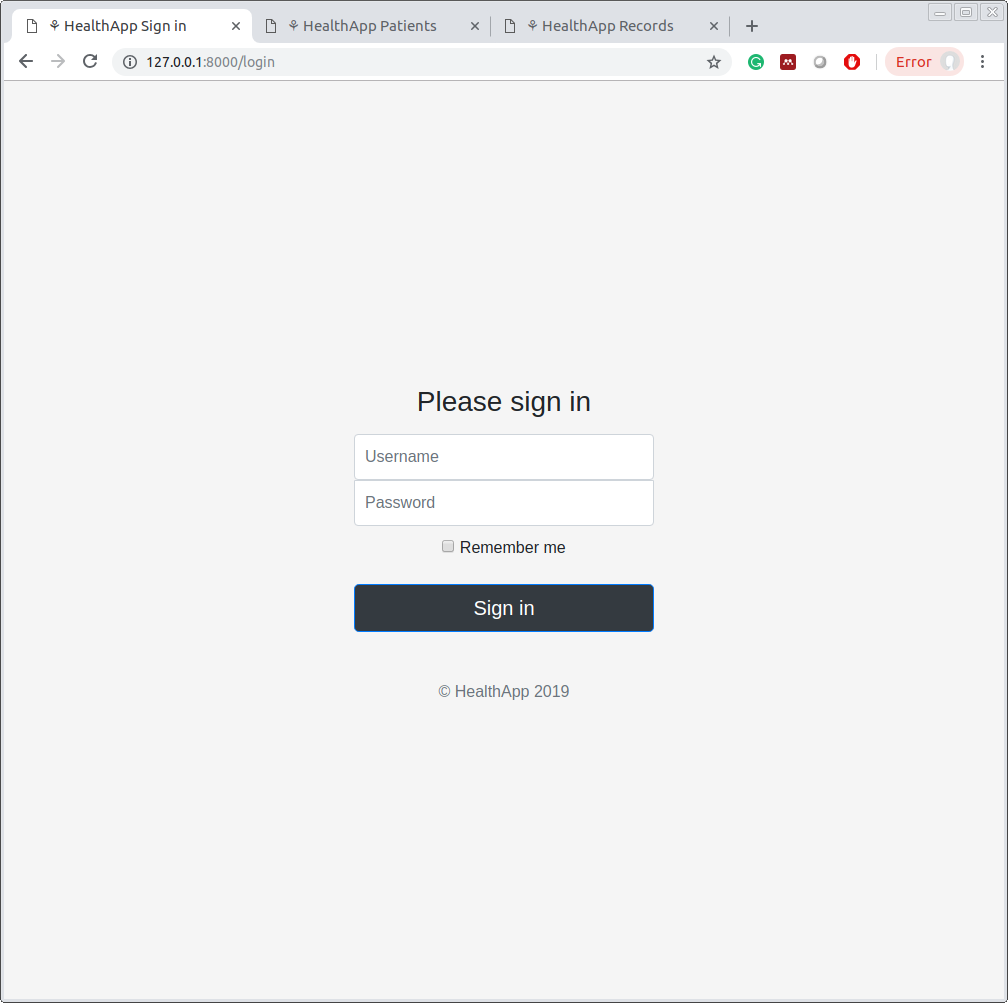 ⚘ HealthApp Sign in
⚘ HealthApp Patients
⚘ HealthApp Records
127.0.0.1:8000/login
Error
Please sign in
Username
Password
Remember me
Sign in
© HealthApp 2019